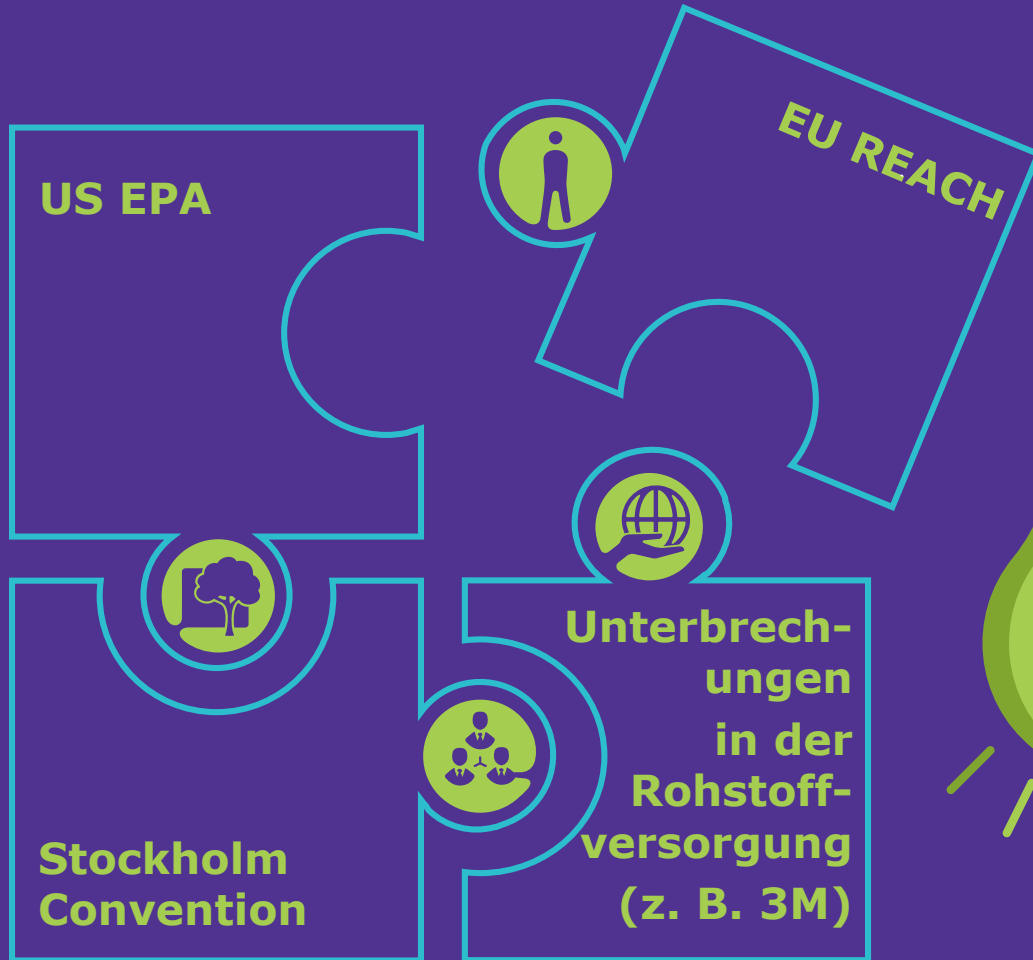 US EPA
EU REACH
Unterbrech-
ungen
in der
Rohstoff-
versorgung
(z. B. 3M)
Stockholm
Convention